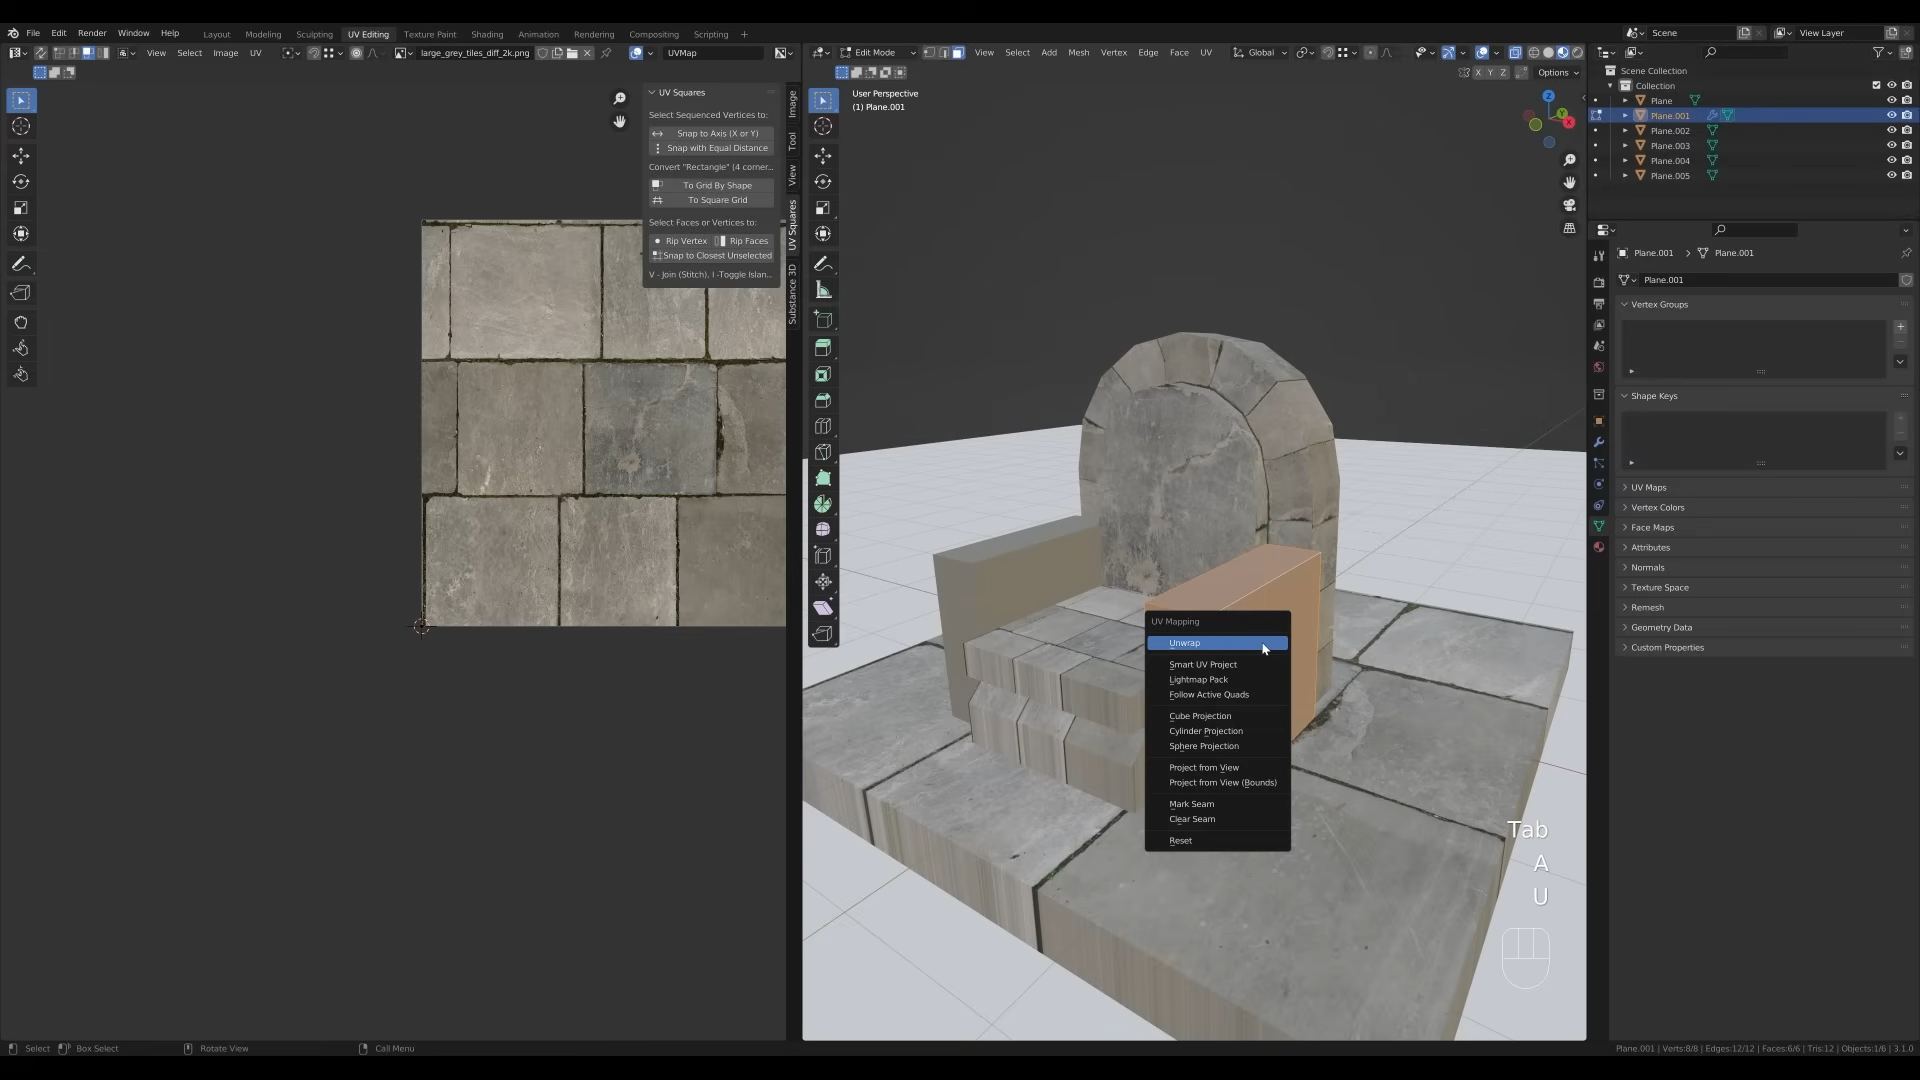 File Edit Render Window Help Layout Modeling Sculpting UV Editing Texture Paint Shading Animation Rendering Compositing Scripting + Scene View Layer
View Select Image UV large_grey_tiles_diff_2k.png UVMap Edit Mode View Select Add Mesh Vertex Edge Face UV Global
X Y Z Options
UV Squares
Select Sequenced Vertices to:
Snap to Axis (X or Y)
Snap with Equal Distance
Convert "Rectangle" (4 corner...
To Grid By Shape
To Square Grid
Select Faces or Vertices to:
Rip Vertex Rip Faces
Snap to Closest Unselected
V - Join (Stitch), I -Toggle Islan...
Image
Tool
View
UV Squares
Substance 3D
User Perspective
(1) Plane.001
Z
Y
X
UV Mapping
Unwrap
Smart UV Project
Lightmap Pack
Follow Active Quads
Cube Projection
Cylinder Projection
Sphere Projection
Project from View
Project from View (Bounds)
Mark Seam
Clear Seam
Reset
Tab
A
U
Scene Collection
Collection
Plane
Plane.001
Plane.002
Plane.003
Plane.004
Plane.005
Plane.001 Plane.001
Plane.001
Vertex Groups
Shape Keys
UV Maps
Vertex Colors
Face Maps
Attributes
Normals
Texture Space
Remesh
Geometry Data
Custom Properties
Select Box Select Rotate View Call Menu
Plane.001 | Verts:8/8 | Edges:12/12 | Faces:6/6 | Tris:12 | Objects:1/6 | 3.1.0